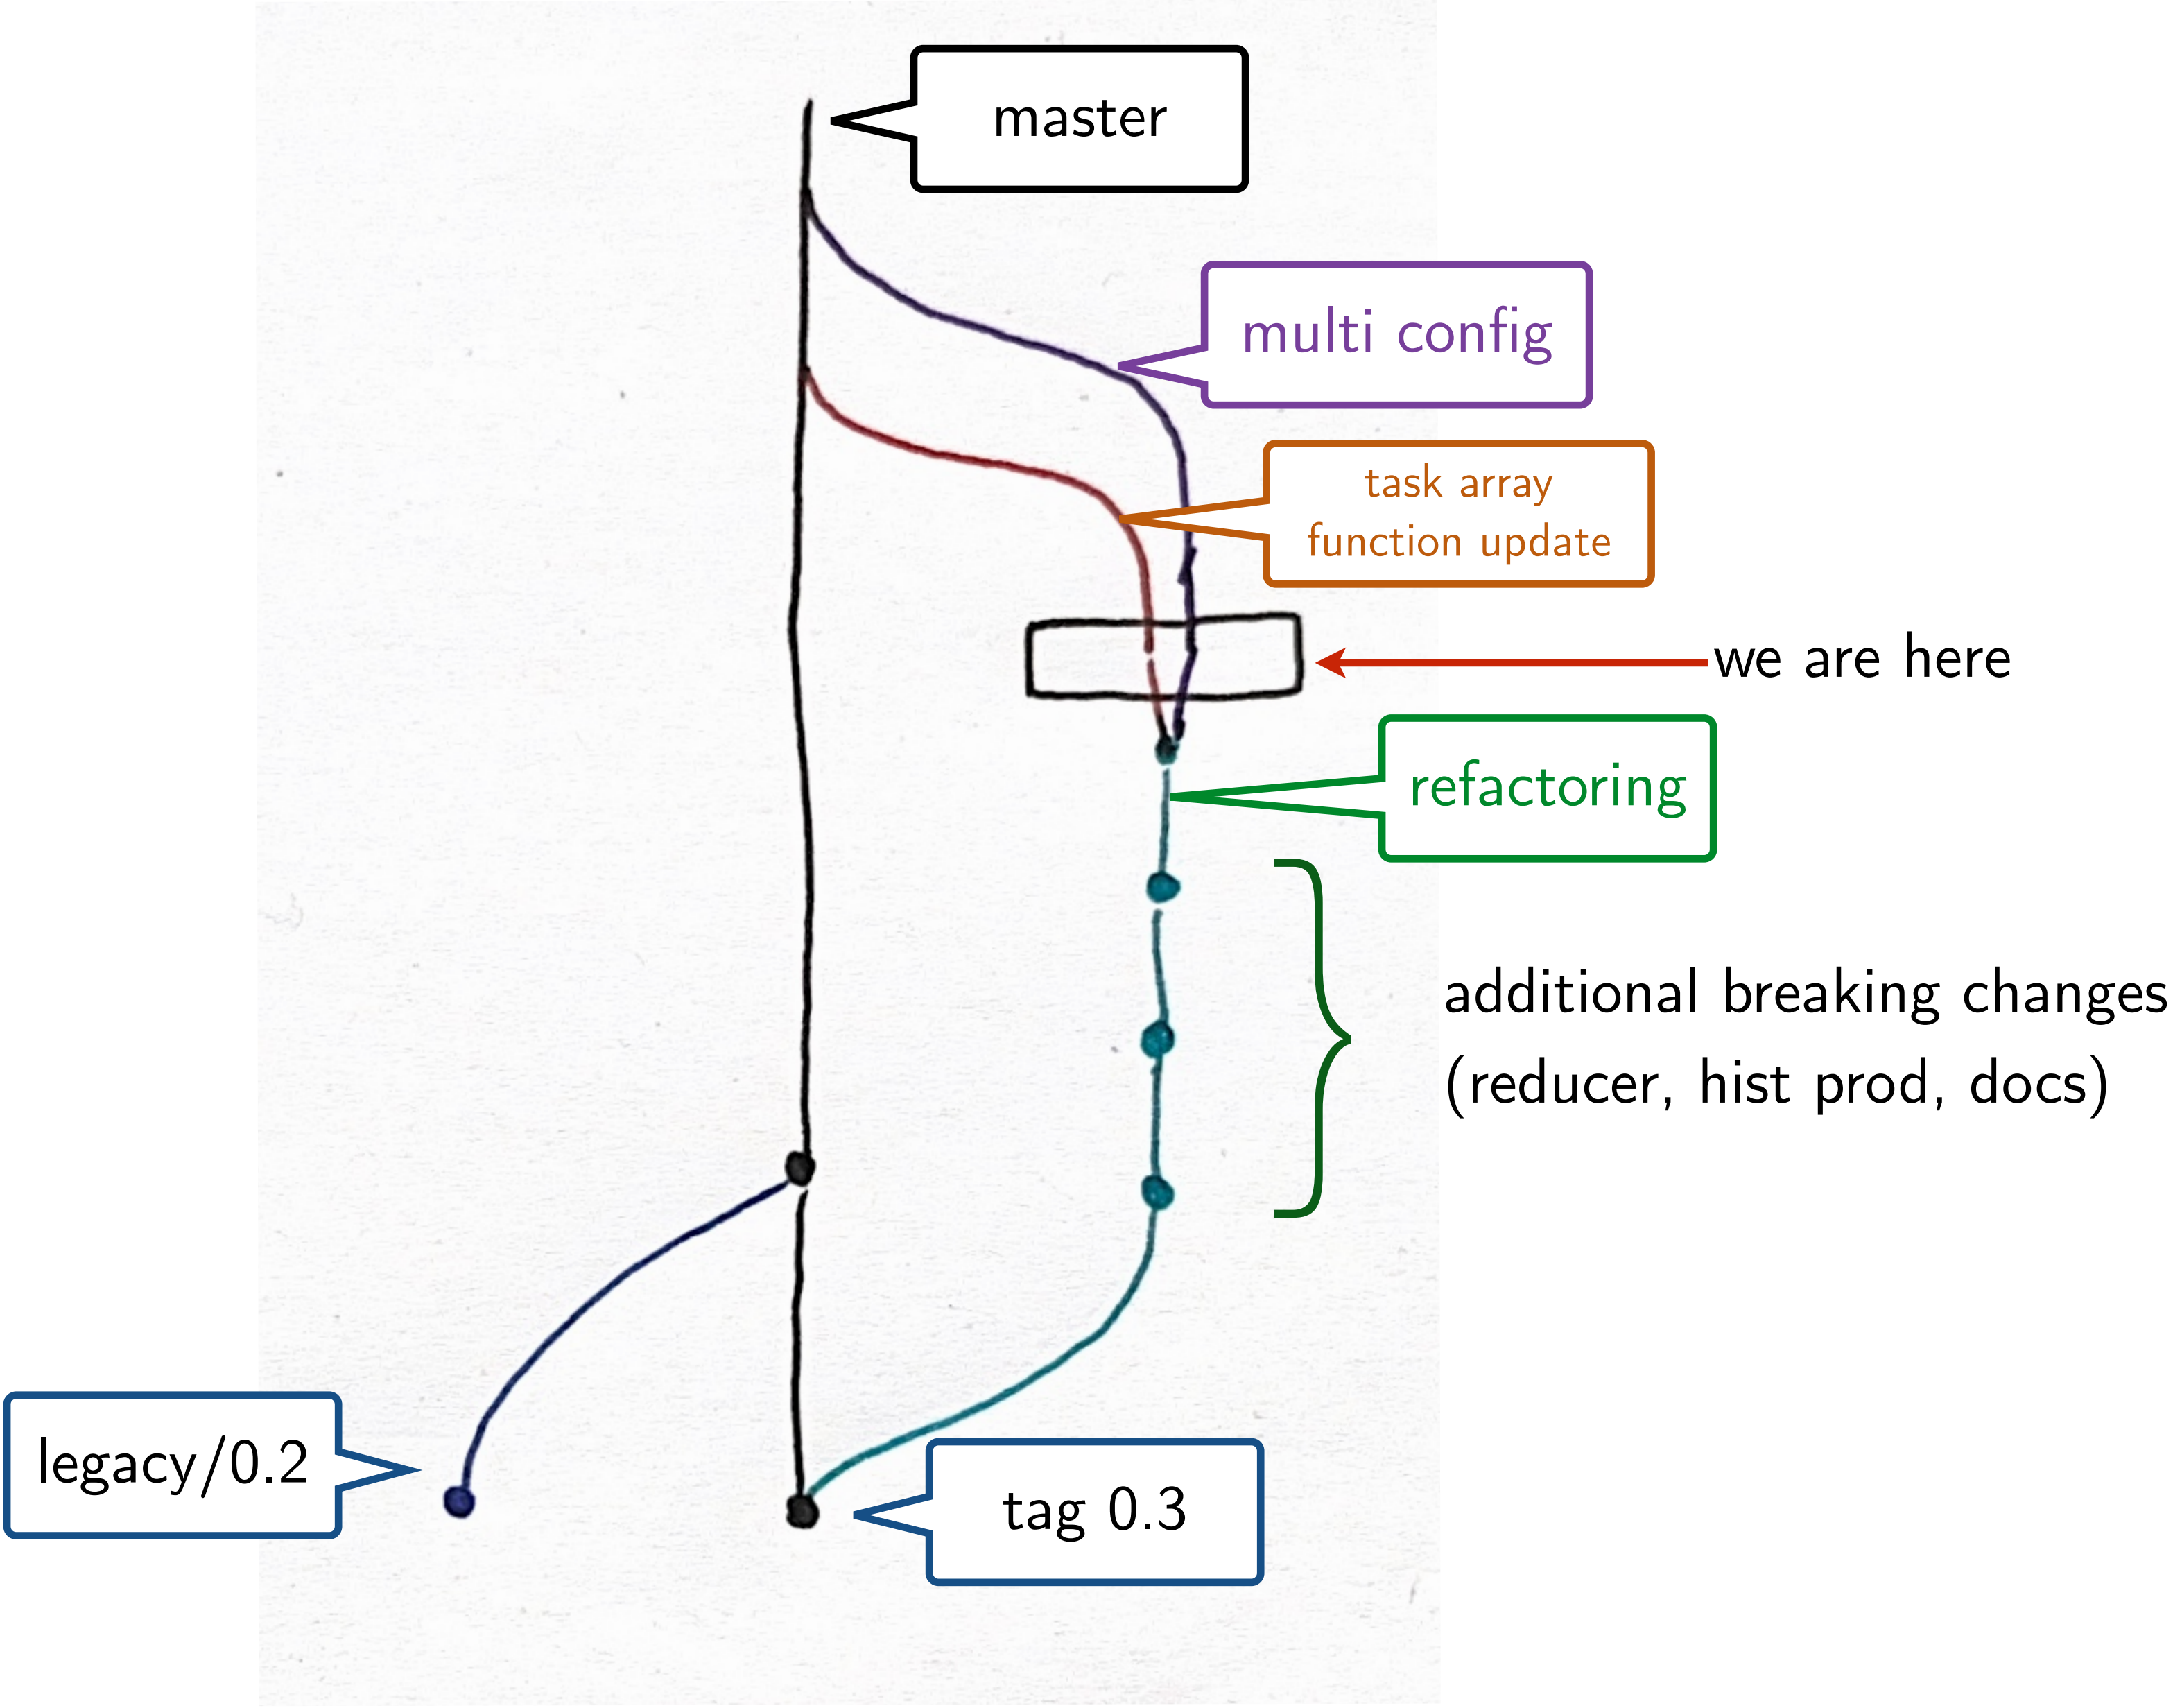 master
multi config
task array
function update
we are here
refactoring
additional breaking changes
(reducer, hist prod, docs)
legacy/0.2
tag 0.3